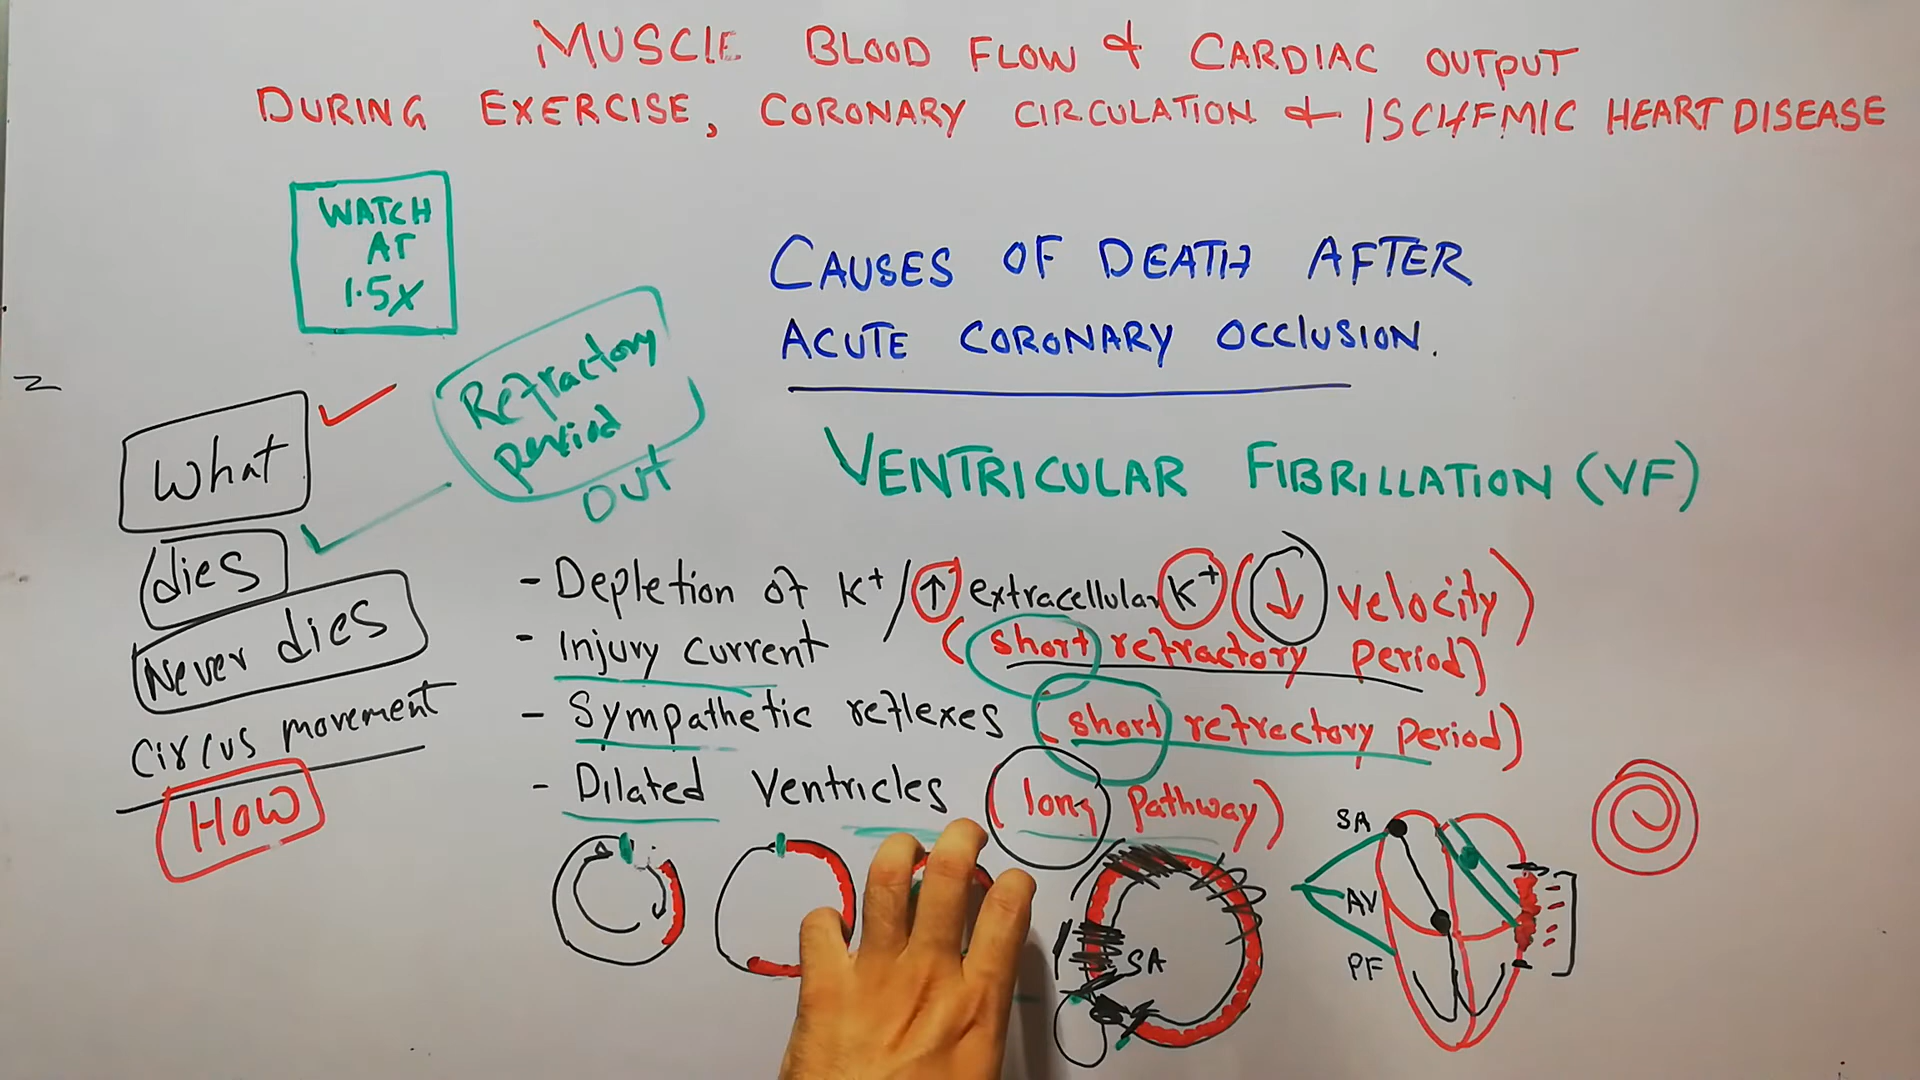 MUSCLE BLOOD FLOW & CARDIAC OUTPUT
DURING EXERCISE, CORONARY CIRCULATION & ISCHEMIC HEART DISEASE
WATCH
AT
1.5X
CAUSES OF DEATH AFTER
ACUTE CORONARY OCCLUSION.
Refractory
period
OUT
What
dies
Never dies
Circus movement
HOW
VENTRICULAR FIBRILLATION (VF)
- Depletion of K+/↑ extracellular K+ (↓ velocity)
- Injury current (short refractory period)
- Sympathetic reflexes (short refractory period)
- Dilated Ventricles (long pathway)
SA
SA
AV
PF